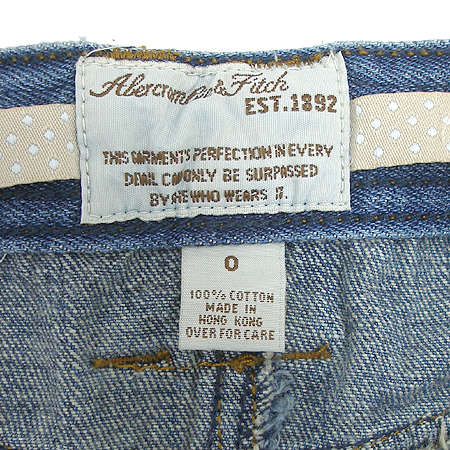 Abercrombie & Fitch
EST.1892
THIS GARMENT'S PERFECTION IN EVERY
DETAIL CAN ONLY BE SURPASSED
BY HE WHO WEARS IT.
0
100% COTTON
MADE IN
HONG KONG
OVER FOR CARE